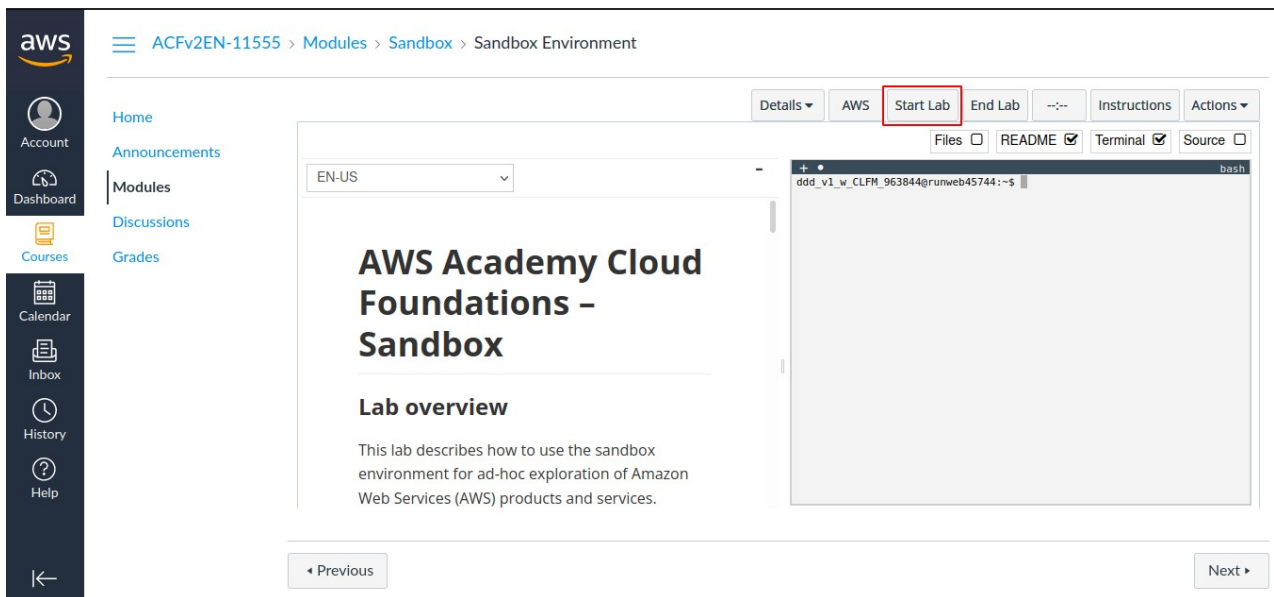 aws
ACFv2EN-11555 > Modules > Sandbox > Sandbox Environment
Account
Dashboard
Courses
Calendar
Inbox
History
Help
Home
Announcements
Modules
Discussions
Grades
Details ▾ AWS Start Lab End Lab --:-- Instructions Actions ▾
Files README Terminal Source
EN-US
-
AWS Academy Cloud
Foundations –
Sandbox
Lab overview
This lab describes how to use the sandbox
environment for ad-hoc exploration of Amazon
Web Services (AWS) products and services.
+ • bash
ddd_v1_w_CLFM_963844@runweb45744:~$
◂ Previous
Next ▸